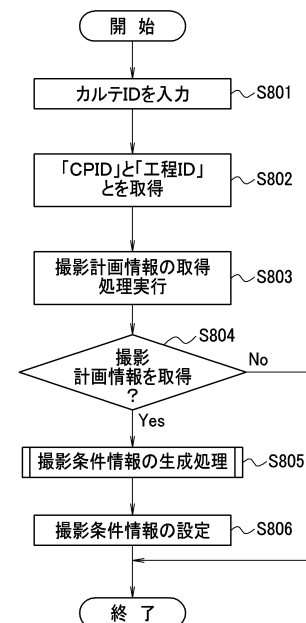 開 始
カルテIDを入力
S801
「CPID」と「工程ID」
とを取得
S802
撮影計画情報の取得
処理実行
S803
S804
撮影
計画情報を取得
?
No
Yes
撮影条件情報の生成処理
S805
撮影条件情報の設定
S806
終 了